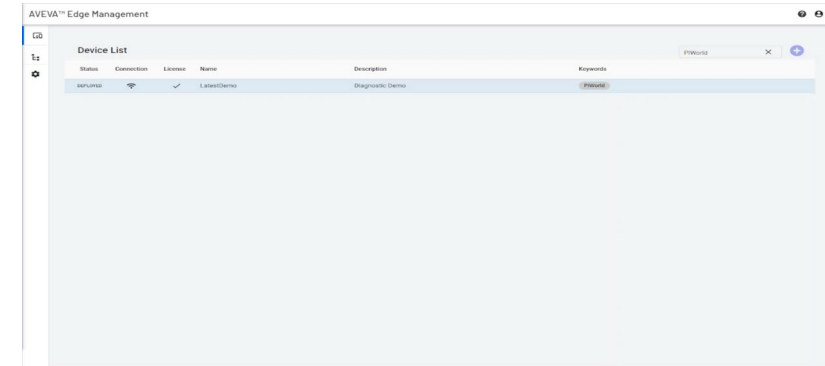 AVEVA™ Edge Management
Device List
PIWorld
Status Connection License Name Description Keywords
DEPLOYED LatestDemo Diagnostic Demo PIWorld